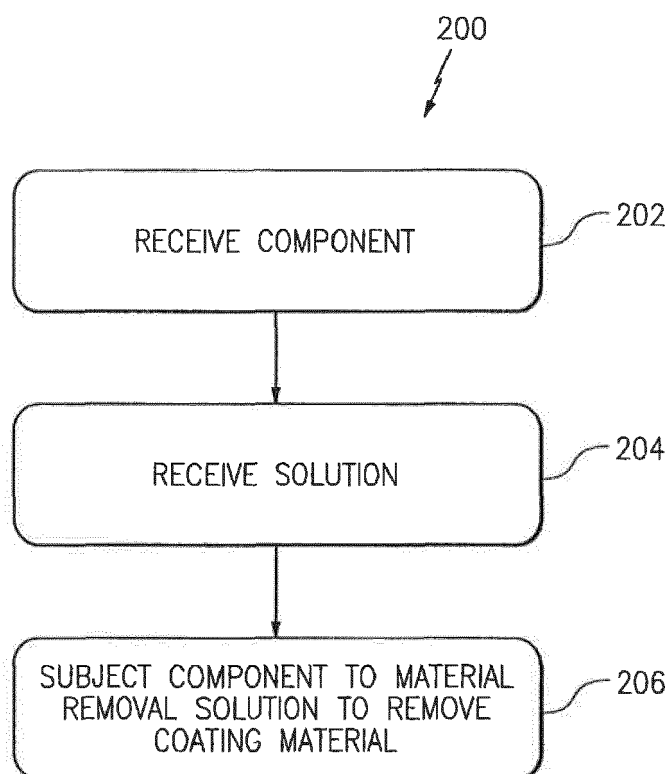 200
RECEIVE COMPONENT
202
RECEIVE SOLUTION
204
SUBJECT COMPONENT TO MATERIAL
REMOVAL SOLUTION TO REMOVE
COATING MATERIAL
206